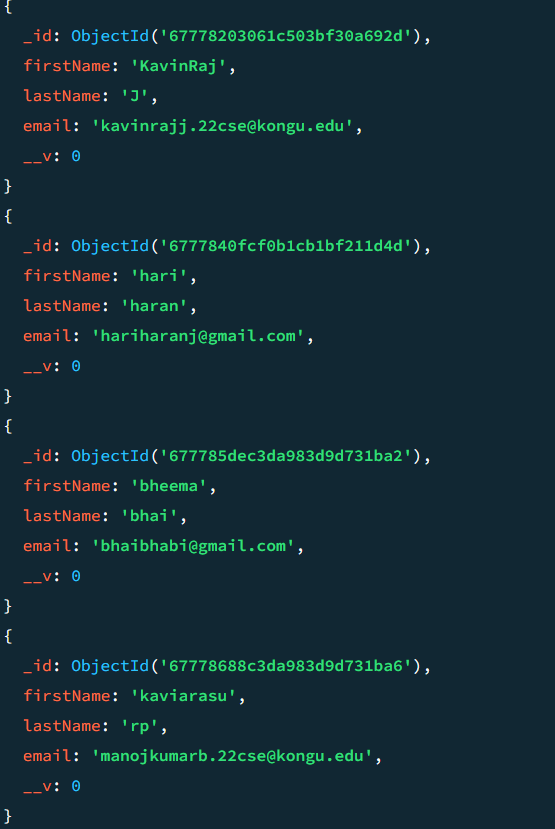 {
  _id: ObjectId('67778203061c503bf30a692d'),
  firstName: 'KavinRaj',
  lastName: 'J',
  email: 'kavinrajj.22cse@kongu.edu',
  __v: 0
}
{
  _id: ObjectId('6777840fcf0b1cb1bf211d4d'),
  firstName: 'hari',
  lastName: 'haran',
  email: 'hariharanj@gmail.com',
  __v: 0
}
{
  _id: ObjectId('677785dec3da983d9d731ba2'),
  firstName: 'bheema',
  lastName: 'bhai',
  email: 'bhaibhabi@gmail.com',
  __v: 0
}
{
  _id: ObjectId('67778688c3da983d9d731ba6'),
  firstName: 'kaviarasu',
  lastName: 'rp',
  email: 'manojkumarb.22cse@kongu.edu',
  __v: 0
}